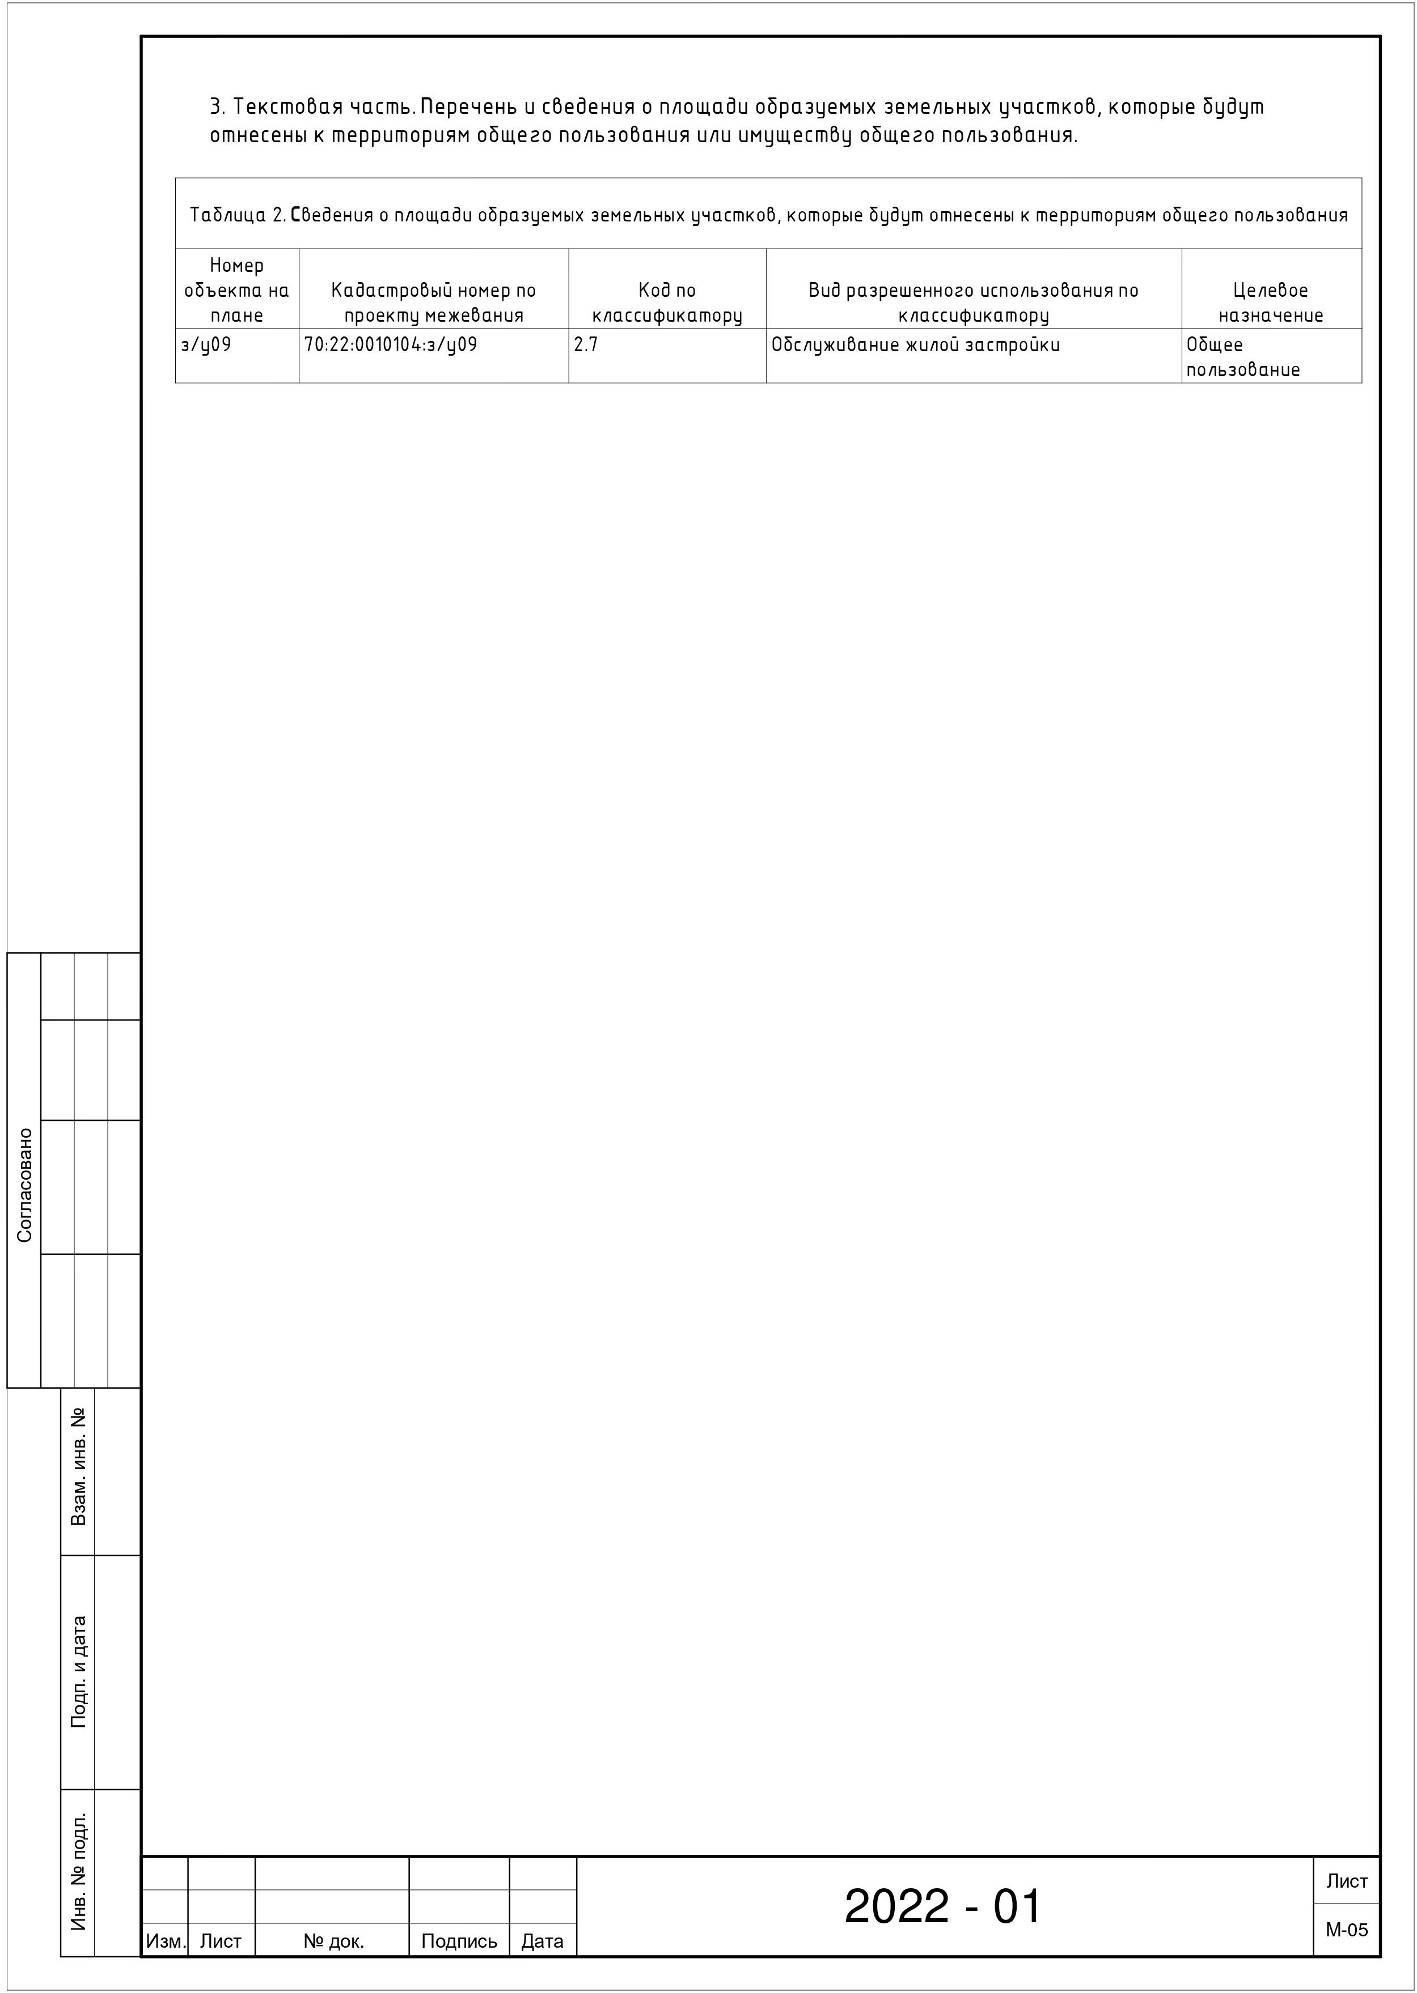 3. Текстовая часть. Перечень и сведения о площади образуемых земельных участков, которые будут
отнесены к территориям общего пользования или имуществу общего пользования.
Таблица 2. Сведения о площади образуемых земельных участков, которые будут отнесены к территориям общего пользования
Номер
объекта на
плане
Кадастровый номер по
проекту межевания
Код по
классификатору
Вид разрешенного использования по
классификатору
Целевое
назначение
з/у09
70:22:0010104:з/у09
2.7
Обслуживание жилой застройки
Общее
пользование
Согласовано
Взам. инв. №
Подп. и дата
Инв. № подл.
Изм.
Лист
№ док.
Подпись
Дата
2022 - 01
Лист
М-05